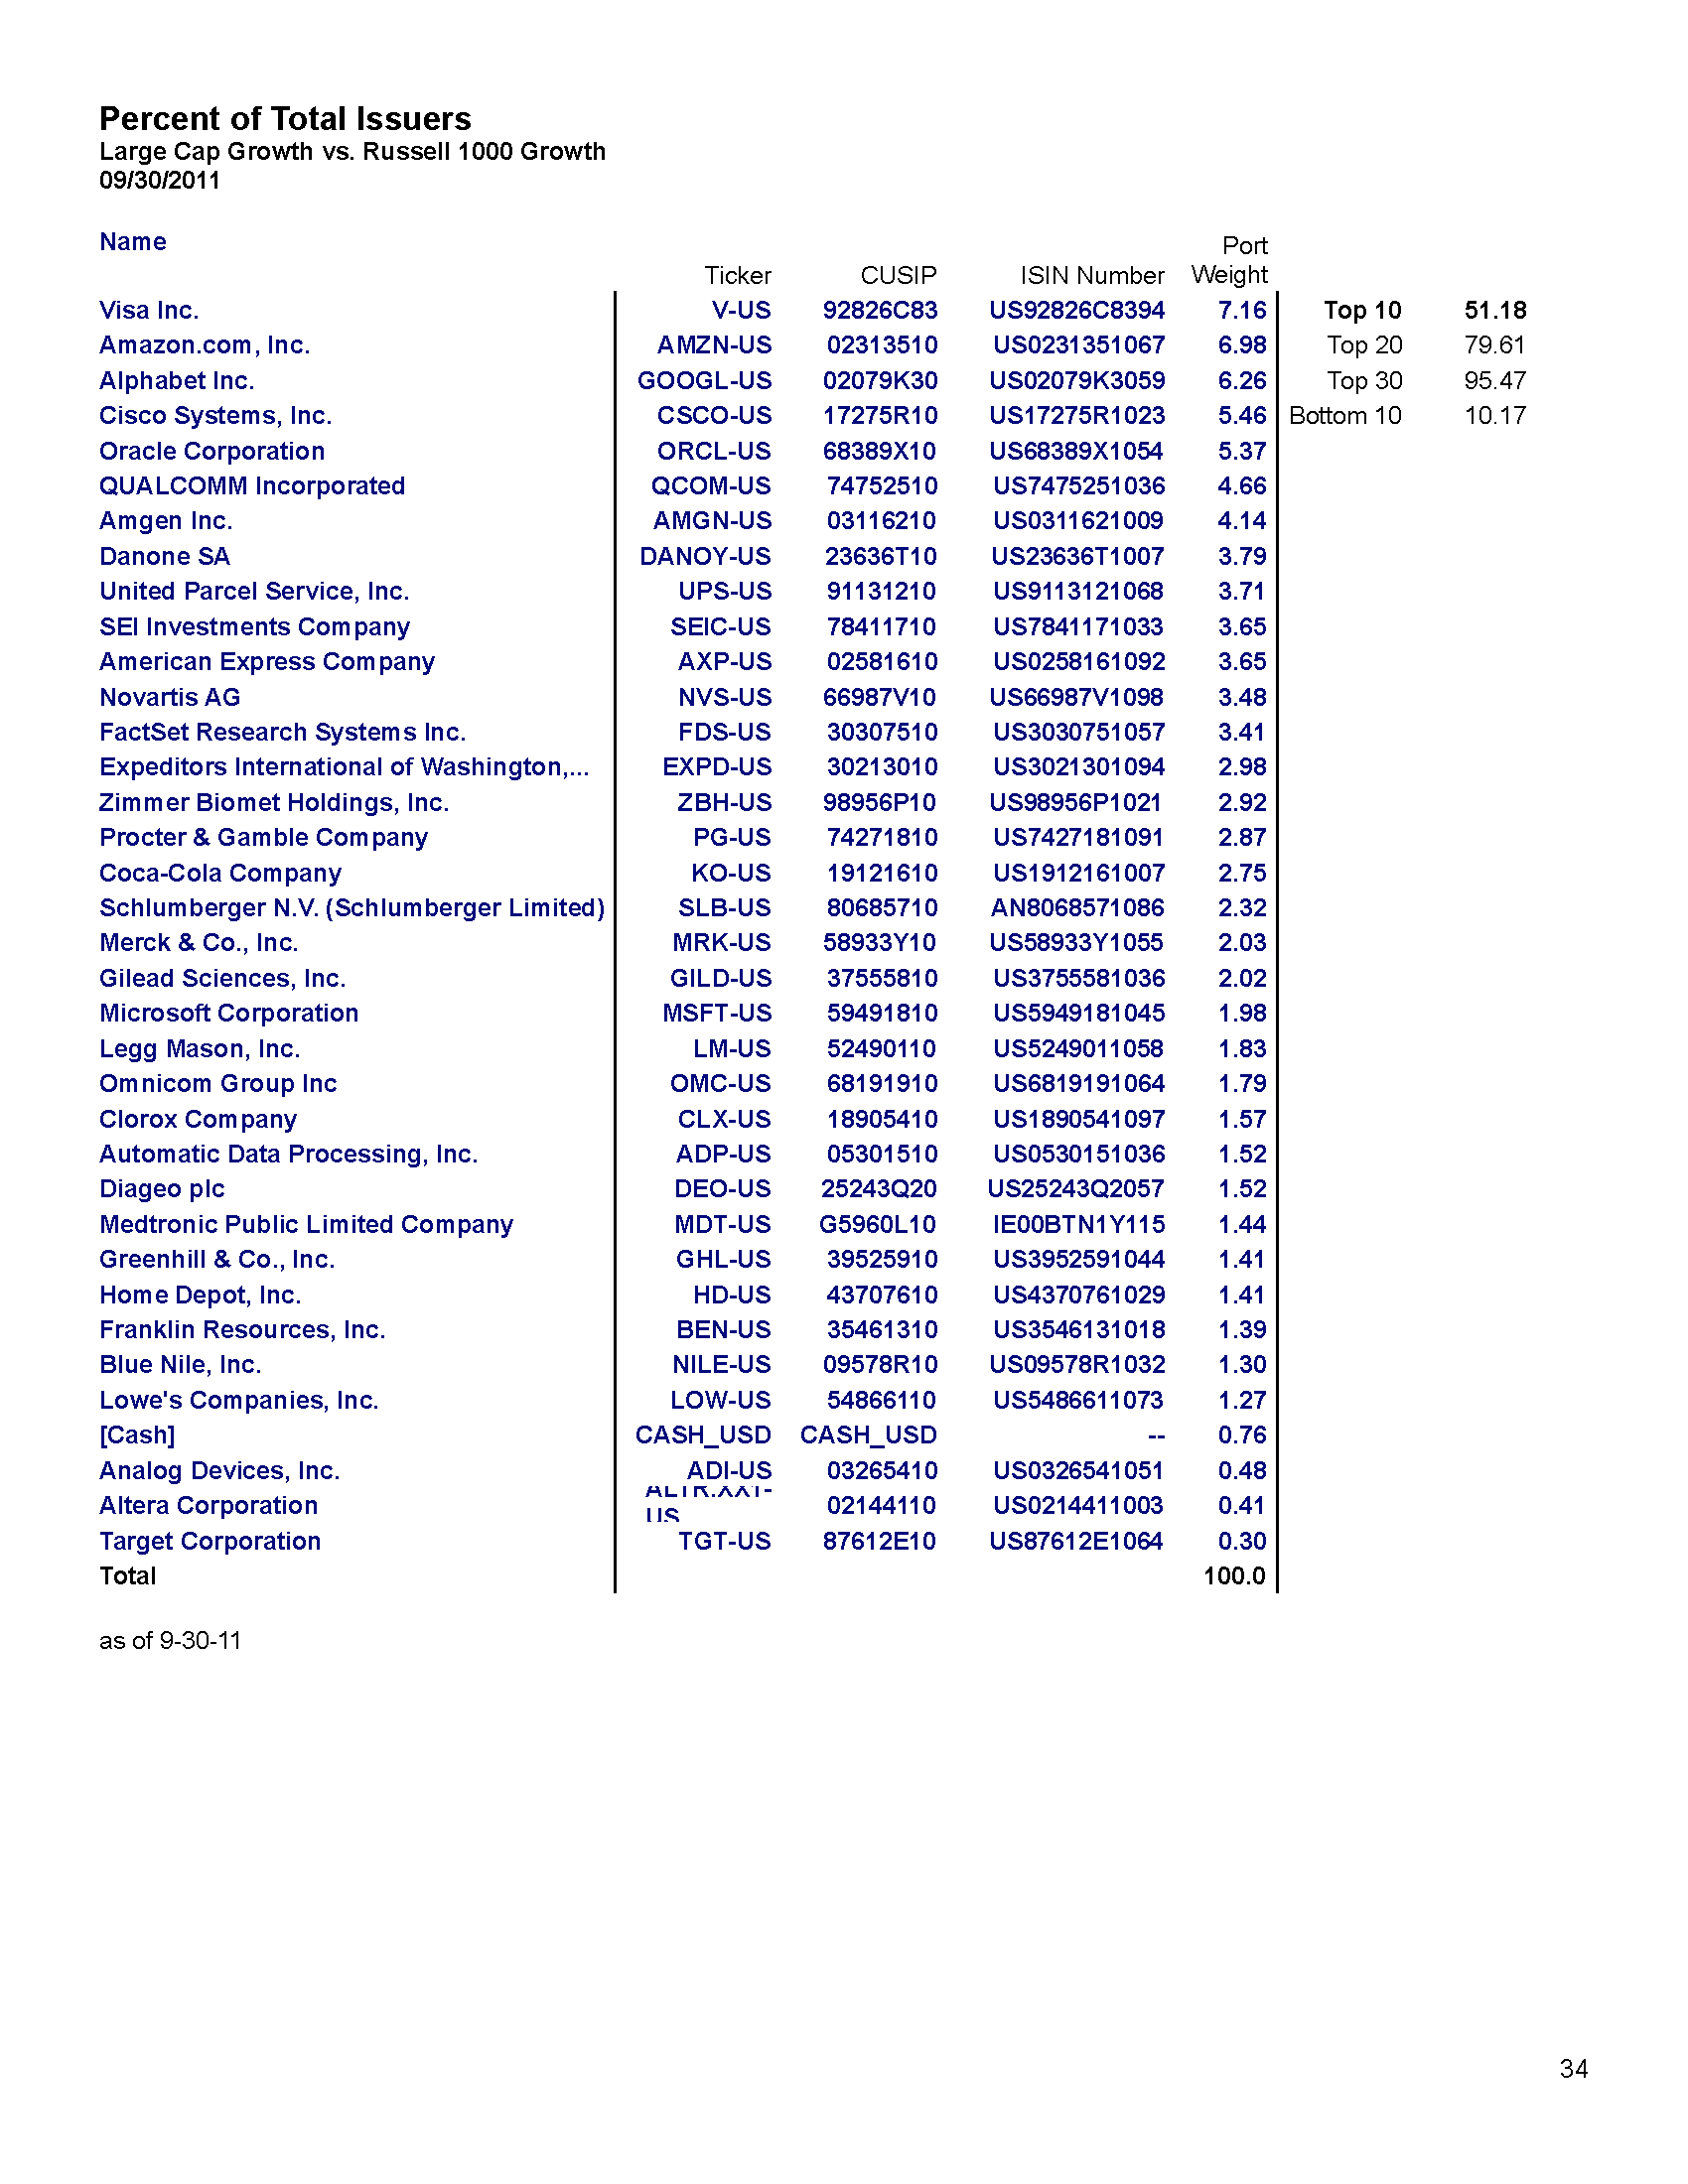 Percent of Total Issuers
Large Cap Growth vs. Russell 1000 Growth
09/30/2011
Name Ticker CUSIP ISIN Number Port Weight
Visa Inc. V-US 92826C83 US92826C8394 7.16 Top 10 51.18
Amazon.com, Inc. AMZN-US 02313510 US0231351067 6.98 Top 20 79.61
Alphabet Inc. GOOGL-US 02079K30 US02079K3059 6.26 Top 30 95.47
Cisco Systems, Inc. CSCO-US 17275R10 US17275R1023 5.46 Bottom 10 10.17
Oracle Corporation ORCL-US 68389X10 US68389X1054 5.37
QUALCOMM Incorporated QCOM-US 74752510 US7475251036 4.66
Amgen Inc. AMGN-US 03116210 US0311621009 4.14
Danone SA DANOY-US 23636T10 US23636T1007 3.79
United Parcel Service, Inc. UPS-US 91131210 US9113121068 3.71
SEI Investments Company SEIC-US 78411710 US7841171033 3.65
American Express Company AXP-US 02581610 US0258161092 3.65
Novartis AG NVS-US 66987V10 US66987V1098 3.48
FactSet Research Systems Inc. FDS-US 30307510 US3030751057 3.41
Expeditors International of Washington,... EXPD-US 30213010 US3021301094 2.98
Zimmer Biomet Holdings, Inc. ZBH-US 98956P10 US98956P1021 2.92
Procter & Gamble Company PG-US 74271810 US7427181091 2.87
Coca-Cola Company KO-US 19121610 US1912161007 2.75
Schlumberger N.V. (Schlumberger Limited) SLB-US 80685710 AN8068571086 2.32
Merck & Co., Inc. MRK-US 58933Y10 US58933Y1055 2.03
Gilead Sciences, Inc. GILD-US 37555810 US3755581036 2.02
Microsoft Corporation MSFT-US 59491810 US5949181045 1.98
Legg Mason, Inc. LM-US 52490110 US5249011058 1.83
Omnicom Group Inc OMC-US 68191910 US6819191064 1.79
Clorox Company CLX-US 18905410 US1890541097 1.57
Automatic Data Processing, Inc. ADP-US 05301510 US0530151036 1.52
Diageo plc DEO-US 25243Q20 US25243Q2057 1.52
Medtronic Public Limited Company MDT-US G5960L10 IE00BTN1Y115 1.44
Greenhill & Co., Inc. GHL-US 39525910 US3952591044 1.41
Home Depot, Inc. HD-US 43707610 US4370761029 1.41
Franklin Resources, Inc. BEN-US 35461310 US3546131018 1.39
Blue Nile, Inc. NILE-US 09578R10 US09578R1032 1.30
Lowe's Companies, Inc. LOW-US 54866110 US5486611073 1.27
[Cash] CASH_USD CASH_USD -- 0.76
Analog Devices, Inc. ADI-US 03265410 US0326541051 0.48
Altera Corporation US 02144110 US0214411003 0.41
Target Corporation TGT-US 87612E10 US87612E1064 0.30
Total 100.0
as of 9-30-11
34